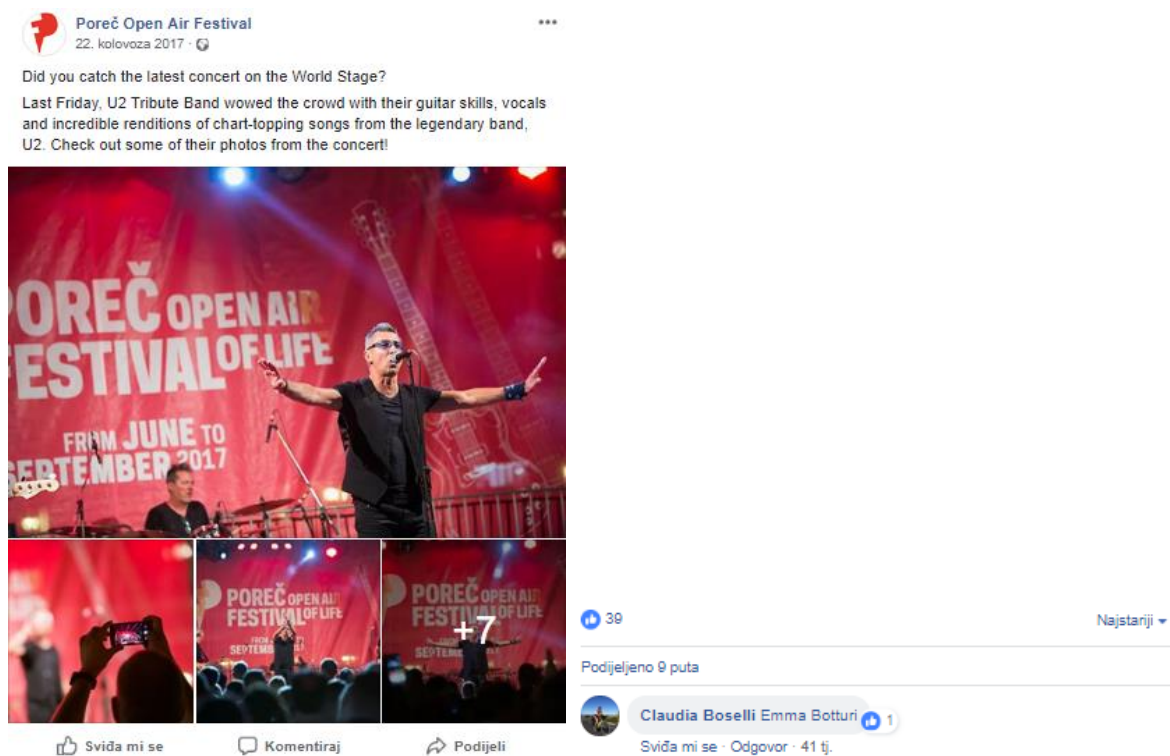 Poreč Open Air Festival
22. kolovoza 2017 ·
Did you catch the latest concert on the World Stage?
Last Friday, U2 Tribute Band wowed the crowd with their guitar skills, vocals
and incredible renditions of chart-topping songs from the legendary band,
U2. Check out some of their photos from the concert!
POREČ OPEN AIR
FESTIVAL OF LIFE
FROM JUNE TO
SEPTEMBER 2017
POREČ OPEN AIR
FESTIVAL OF LIFE
FROM
SEPTEMB
POREČ OPEN AIR
FESTIVAL OF LIFE
SEPTEMB
+7
Sviđa mi se
Komentiraj
Podijeli
39
Najstariji
Podijeljeno 9 puta
Claudia Boselli Emma Botturi
1
Sviđa mi se · Odgovor · 41 tj.